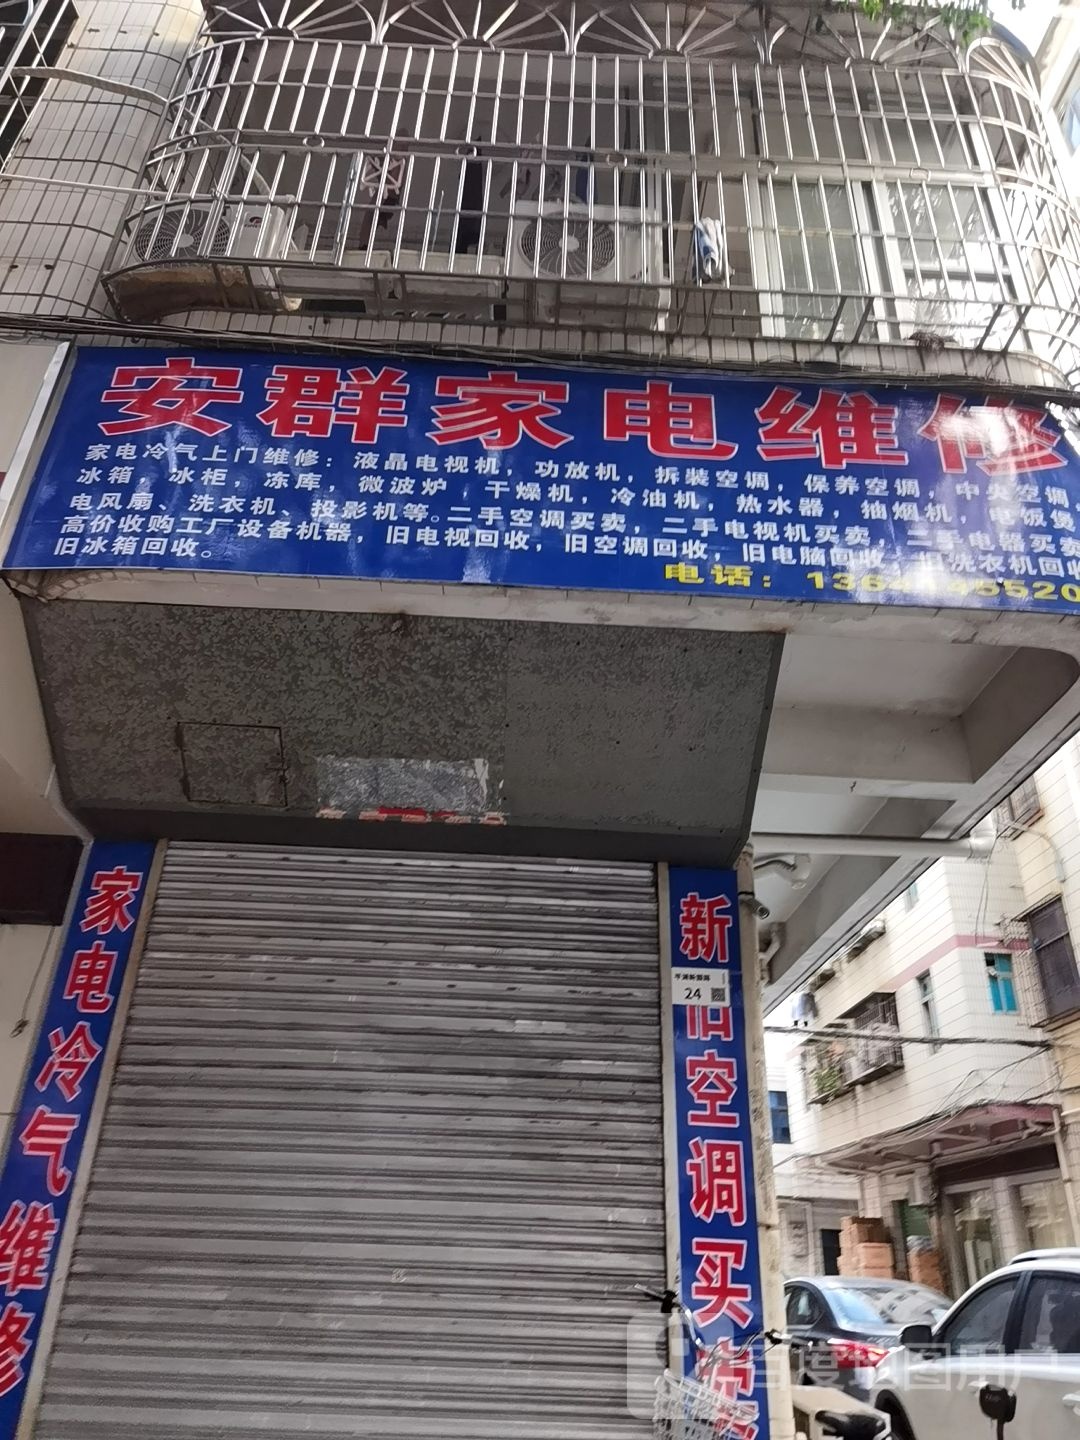 安群家电维修
家电冷气上门维修：液晶电视机，功放机，拆装空调，保养空调，中央空调，
冰箱，冰柜，冻库，微波炉，干燥机，冷油机，热水器，抽烟机，电饭煲
电风扇、洗衣机、投影机等。二手空调买卖，二手电视机买卖，二手电器买卖
高价收购工厂设备机器，旧电视回收，旧空调回收，旧电脑回收，旧洗衣机回收
旧冰箱回收。
电话：
家电冷气维修
新旧空调买卖
24
百度地图用户